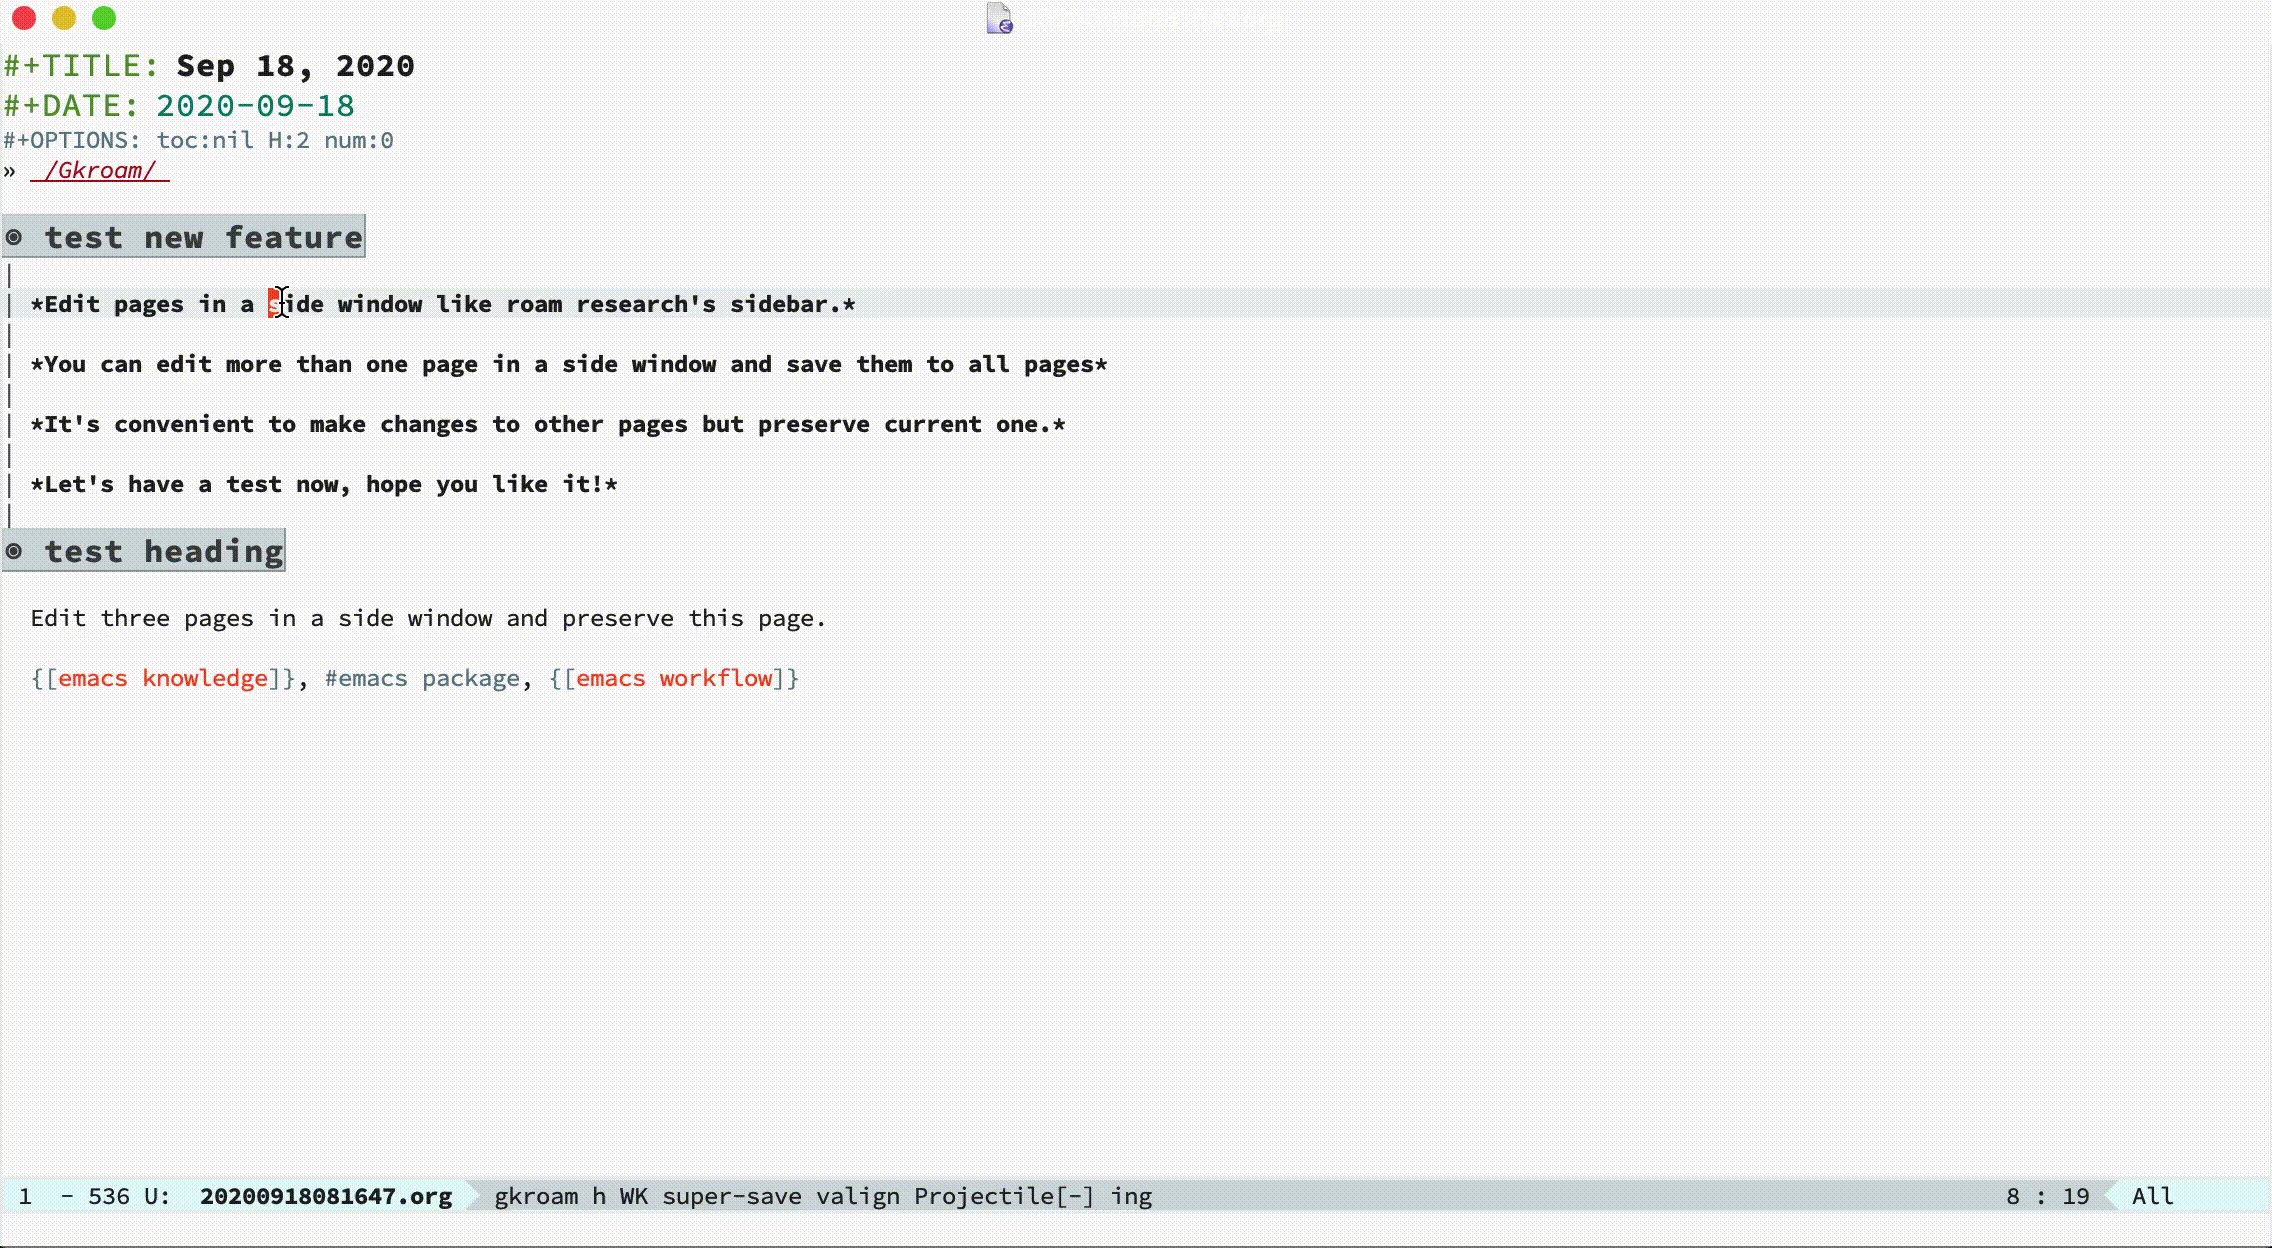 #+TITLE: Sep 18, 2020
#+DATE: 2020-09-18
#+OPTIONS: toc:nil H:2 num:0
» /Gkroam/
◉ test new feature
|
| *Edit pages in a side window like roam research's sidebar.*
|
| *You can edit more than one page in a side window and save them to all pages*
|
| *It's convenient to make changes to other pages but preserve current one.*
|
| *Let's have a test now, hope you like it!*
|
◉ test heading
Edit three pages in a side window and preserve this page.
{[[emacs knowledge]]}, #emacs package, {[[emacs workflow]]}
1 - 536 U: 20200918081647.org gkroam h WK super-save valign Projectile[-] ing 8 : 19 All